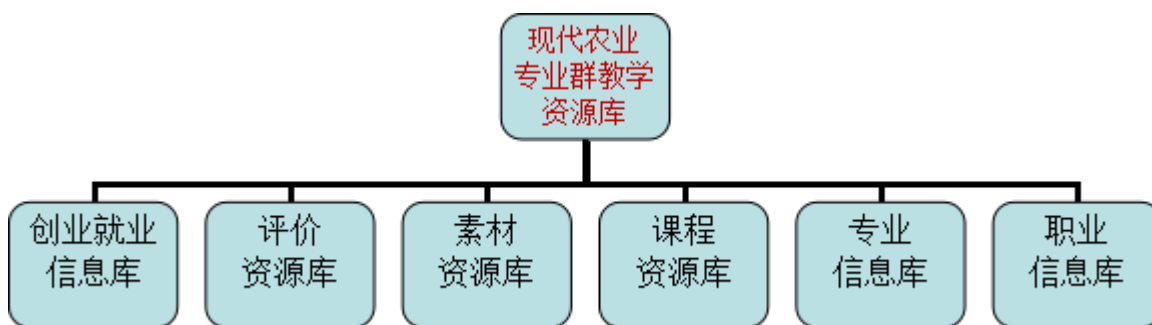 现代农业
专业群教学
资源库
创业就业
信息库
评价
资源库
素材
资源库
课程
资源库
专业
信息库
职业
信息库